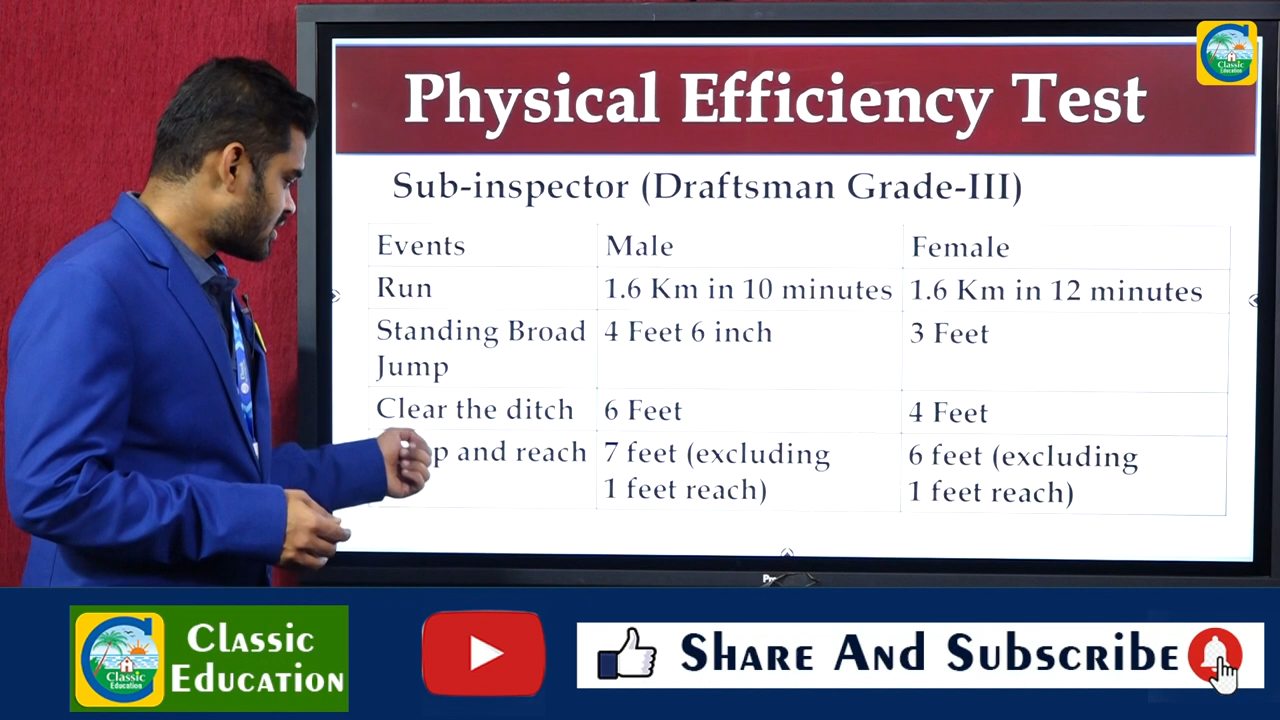 Physical Efficiency Test
Classic
Education
Sub-inspector (Draftsman Grade-III)
Events Male Female
Run 1.6 Km in 10 minutes 1.6 Km in 12 minutes
Standing Broad 4 Feet 6 inch 3 Feet
Jump
Clear the ditch 6 Feet 4 Feet
and reach 7 feet (excluding 6 feet (excluding
1 feet reach) 1 feet reach)
Classic
Education
Classic
Education
Share And Subscribe